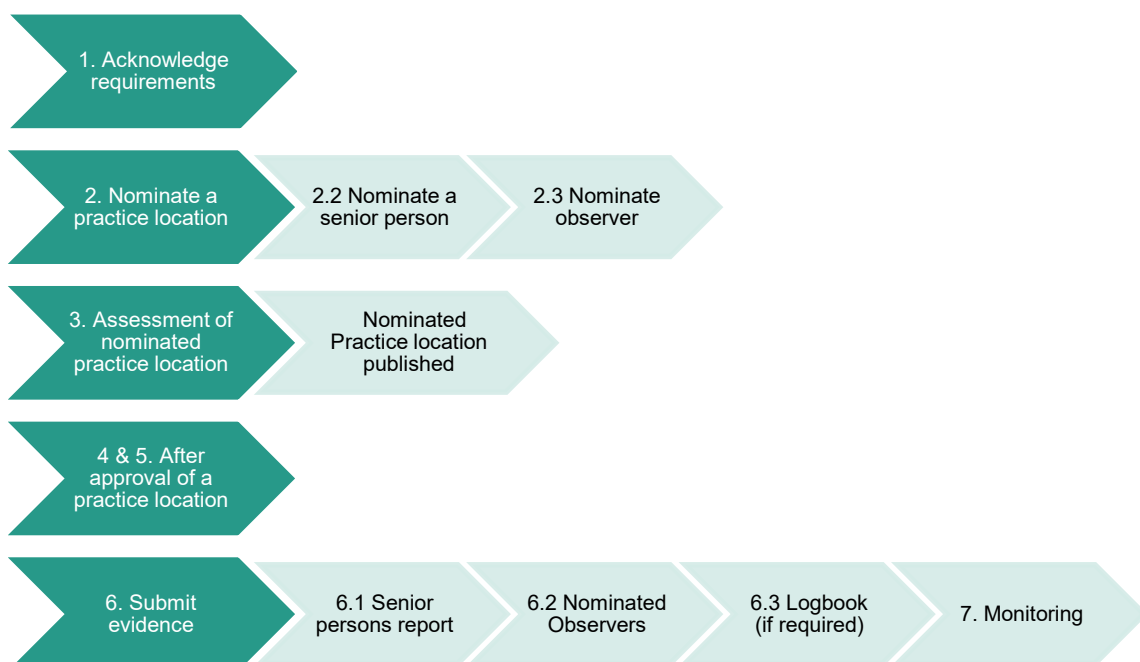 1. Acknowledge
requirements
2. Nominate a
practice location
2.2 Nominate a
senior person
2.3 Nominate
observer
3. Assessment of
nominated
practice location
Nominated
Practice location
published
4 & 5. After
approval of a
practice location
6. Submit
evidence
6.1 Senior
persons report
6.2 Nominated
Observers
6.3 Logbook
(if required)
7. Monitoring